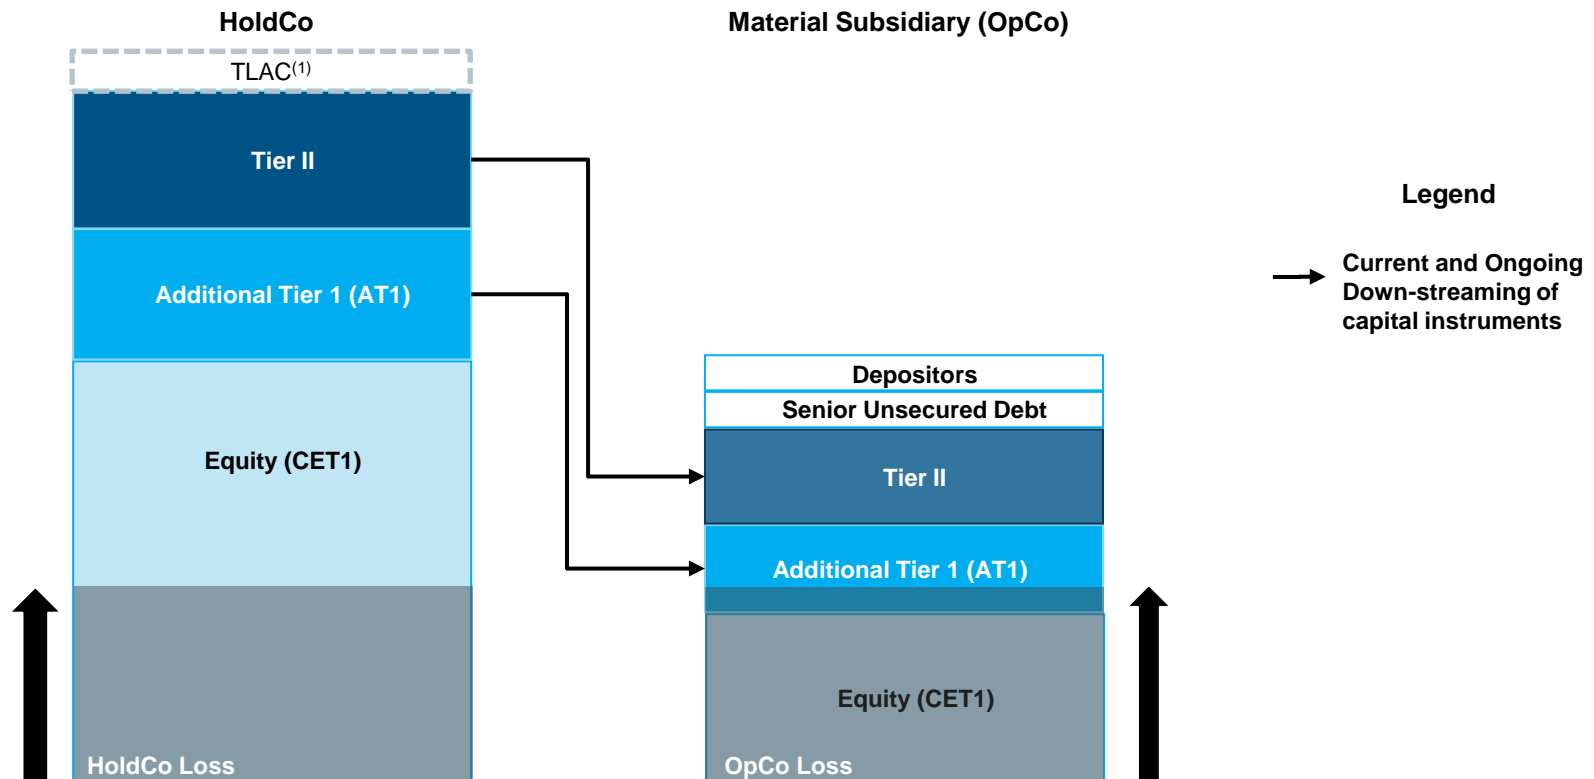 HoldCo
TLAC(1)
Tier II
Additional Tier 1 (AT1)
Equity (CET1)
HoldCo Loss
Material Subsidiary (OpCo)
Depositors
Senior Unsecured Debt
Tier II
Additional Tier 1 (AT1)
Equity (CET1)
OpCo Loss
Legend
Current and Ongoing
Down-streaming of
capital instruments